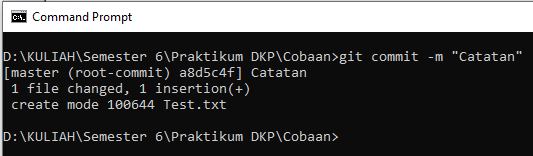 Command Prompt
D:\KULIAH\Semester 6\Praktikum DKP\Cobaan>git commit -m "Catatan"
[master (root-commit) a8d5c4f] Catatan
 1 file changed, 1 insertion(+)
 create mode 100644 Test.txt
D:\KULIAH\Semester 6\Praktikum DKP\Cobaan>